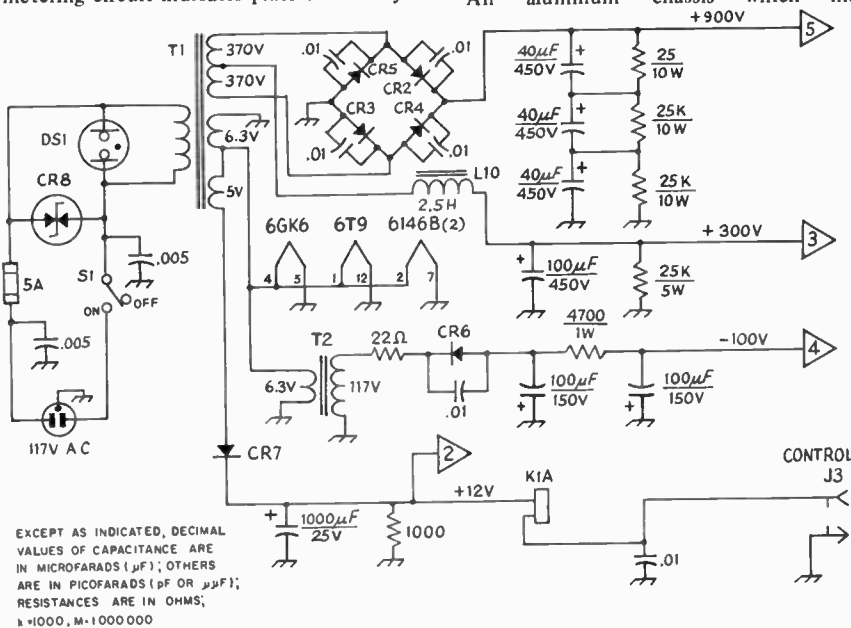 metering circuit indicates plate
An aluminum chassis which
T1
370V
370V
6.3V
5V
.01
.01
.01
.01
CR5
CR2
CR3
CR4
+900V
5
40µF
450V
40µF
450V
40µF
450V
25
10W
25K
10W
25K
10W
DS1
CR8
5A
S1
ON
OFF
.005
.005
117V AC
L10
2.5H
+300V
3
100µF
450V
25K
5W
6GK6
6T9
6146B(2)
4
5
1
12
2
7
T2
6.3V
117V
22Ω
CR6
.01
4700
1W
-100V
4
100µF
150V
100µF
150V
CR7
2
+12V
1000µF
25V
1000
K1A
.01
CONTROL
J3
EXCEPT AS INDICATED, DECIMAL
VALUES OF CAPACITANCE ARE
IN MICROFARADS (µF); OTHERS
ARE IN PICOFARADS (pF OR µµF);
RESISTANCES ARE IN OHMS;
k=1000, M=1000000